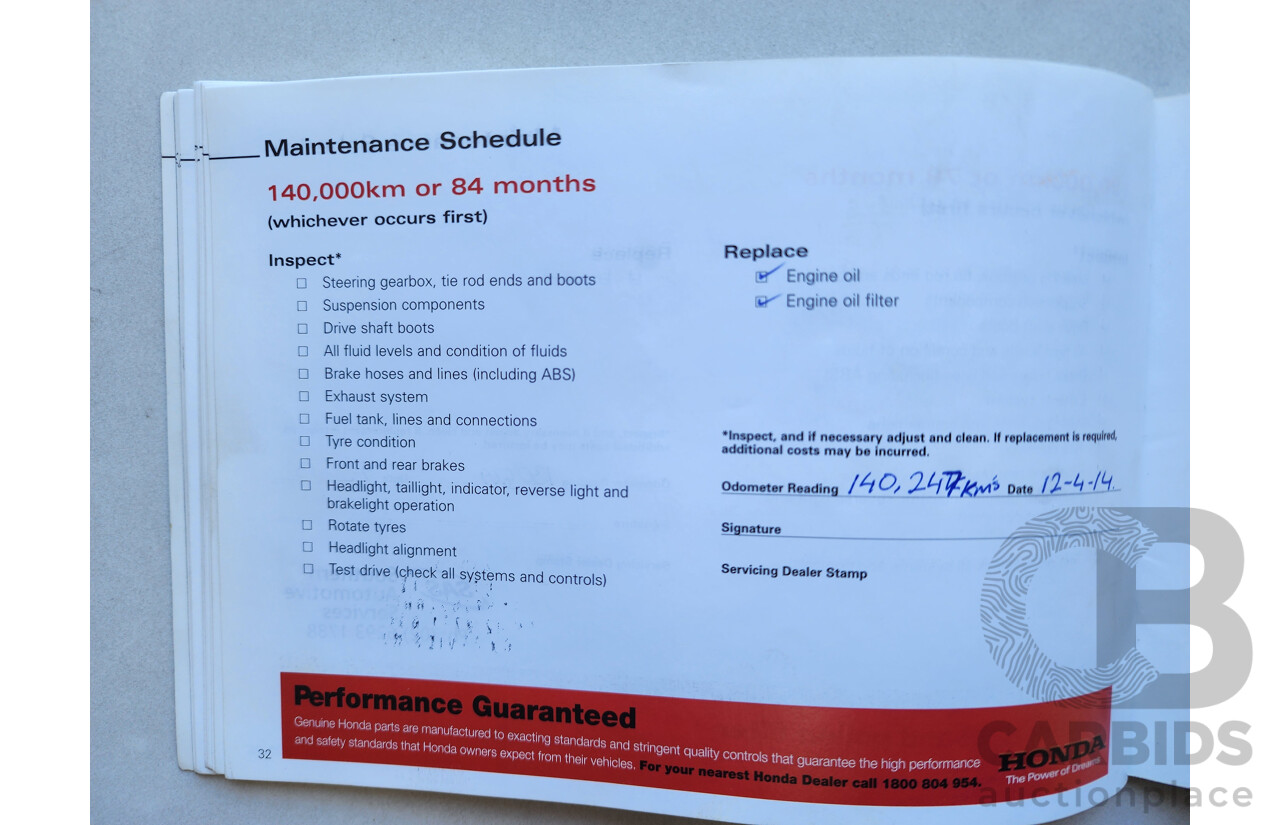 Maintenance Schedule
140,000km or 84 months
(whichever occurs first)
Inspect*
Steering gearbox, tie rod ends and boots
Suspension components
Drive shaft boots
All fluid levels and condition of fluids
Brake hoses and lines (including ABS)
Exhaust system
Fuel tank, lines and connections
Tyre condition
Front and rear brakes
Headlight, taillight, indicator, reverse light and
brakelight operation
Rotate tyres
Headlight alignment
Test drive (check all systems and controls)
Replace
Engine oil
Engine oil filter
*Inspect, and if necessary adjust and clean. If replacement is required,
additional costs may be incurred.
Odometer Reading 140,247kms Date 12-4-14
Signature
Servicing Dealer Stamp
Performance Guaranteed
Genuine Honda parts are manufactured to exacting standards and stringent quality controls that guarantee the high performance
and safety standards that Honda owners expect from their vehicles. For your nearest Honda Dealer call 1800 804 954.
HONDA
The Power of Dreams
32
CB
CARBIDS
auctionplace